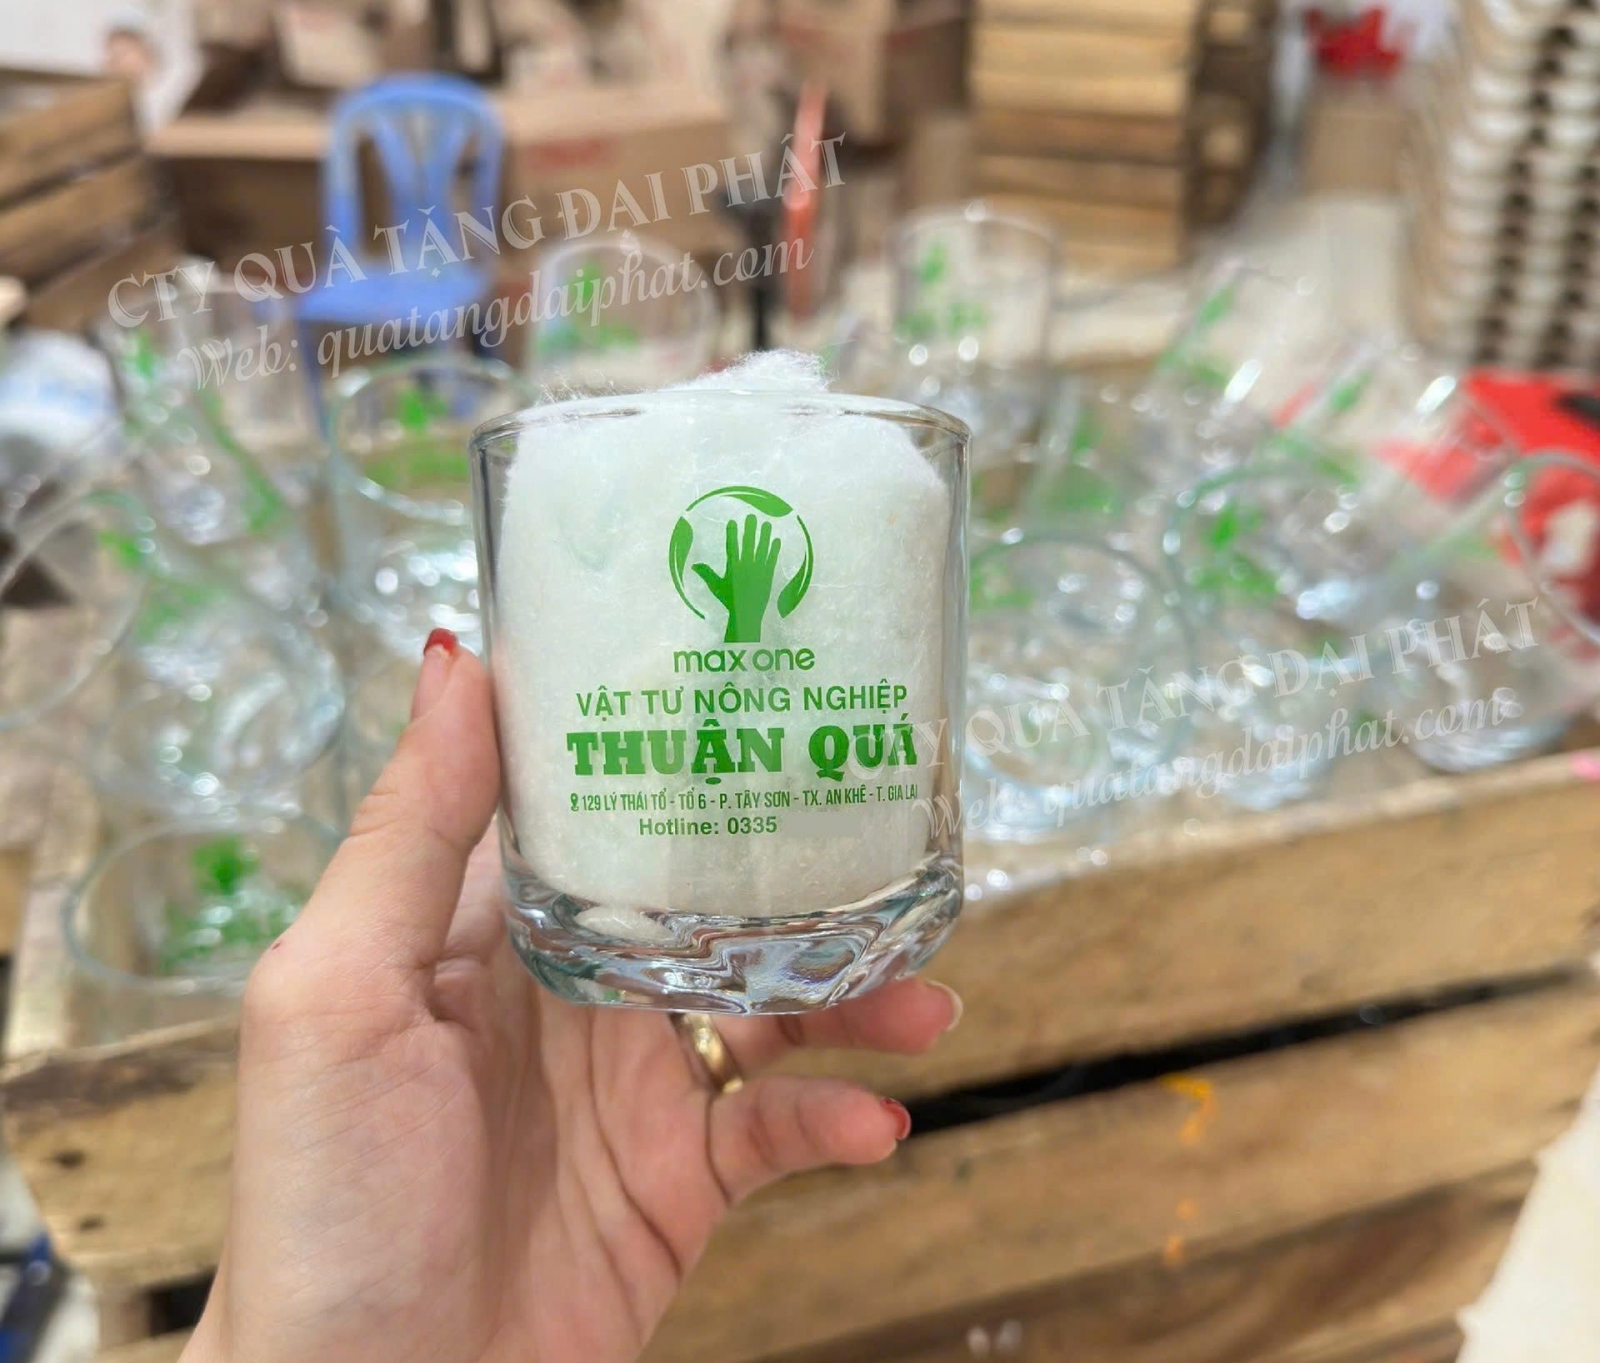 CTY QUÀ TẶNG ĐẠI PHÁT
Web: quatangdaiphat.com
max one
VẬT TƯ NÔNG NGHIỆP
THUẬN QUÁ
129 LÝ THÁI TỔ - TỔ 6 - P. TÂY SƠN - TX. AN KHÊ - T. GIA LAI
Hotline: 0335
CTY QUÀ TẶNG ĐẠI PHÁT
Web: quatangdaiphat.com